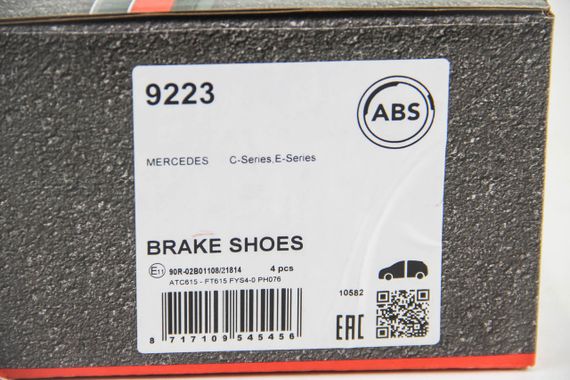 9223
ABS
MERCEDES C-Series,E-Series
BRAKE SHOES
E11 90R-02B01108/21814 4 pcs
ATC615 - FT615 FYS4-0 PH076
10582
8 717109 545456
EAC